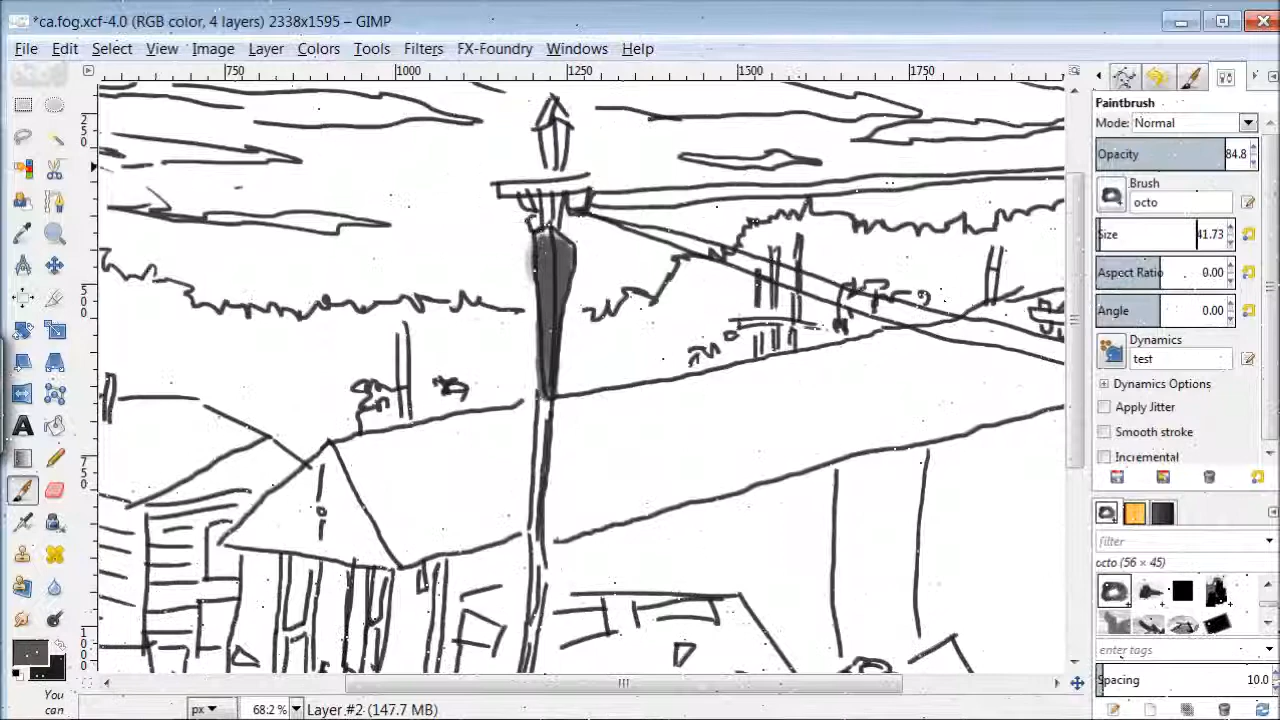 *ca.fog.xcf-4.0 (RGB color, 4 layers) 2338x1595 – GIMP
File Edit Select View Image Layer Colors Tools Filters FX-Foundry Windows Help
750 1000 1250 1500 1750
Paintbrush
Mode: Normal
Opacity 84.8
Brush
octo
Size 41.73
Aspect Ratio 0.00
Angle 0.00
Dynamics
test
Dynamics Options
Apply Jitter
Smooth stroke
Incremental
filter
octo (56 × 45)
enter tags
Spacing 10.0
You
can
px 68.2% Layer #2 (147.7 MB)